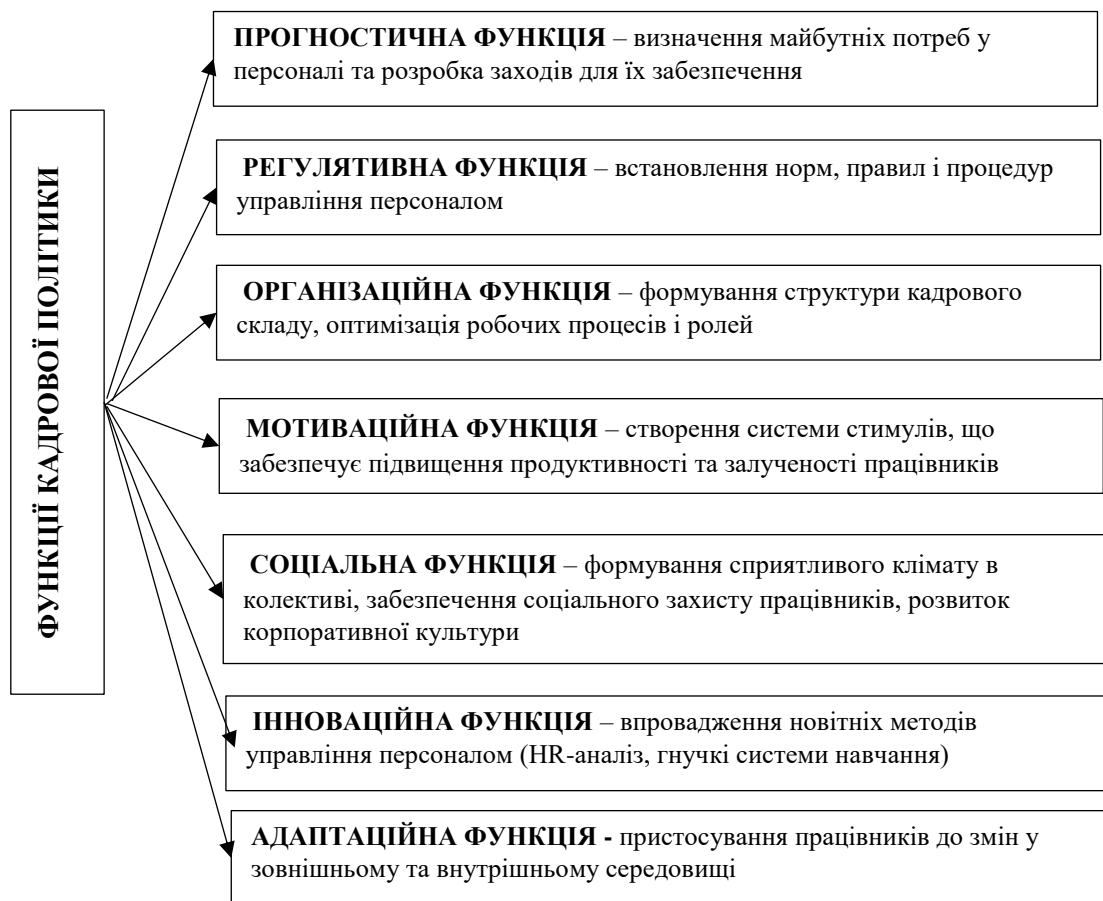 ФУНКЦІЇ КАДРОВОЇ ПОЛІТИКИ
ПРОГНОСТИЧНА ФУНКЦІЯ – визначення майбутніх потреб у
персоналі та розробка заходів для їх забезпечення
РЕГУЛЯТИВНА ФУНКЦІЯ – встановлення норм, правил і процедур
управління персоналом
ОРГАНІЗАЦІЙНА ФУНКЦІЯ – формування структури кадрового
складу, оптимізація робочих процесів і ролей
МОТИВАЦІЙНА ФУНКЦІЯ – створення системи стимулів, що
забезпечує підвищення продуктивності та залученості працівників
СОЦІАЛЬНА ФУНКЦІЯ – формування сприятливого клімату в
колективі, забезпечення соціального захисту працівників, розвиток
корпоративної культури
ІННОВАЦІЙНА ФУНКЦІЯ – впровадження новітніх методів
управління персоналом (HR-аналіз, гнучкі системи навчання)
АДАПТАЦІЙНА ФУНКЦІЯ - пристосування працівників до змін у
зовнішньому та внутрішньому середовищі